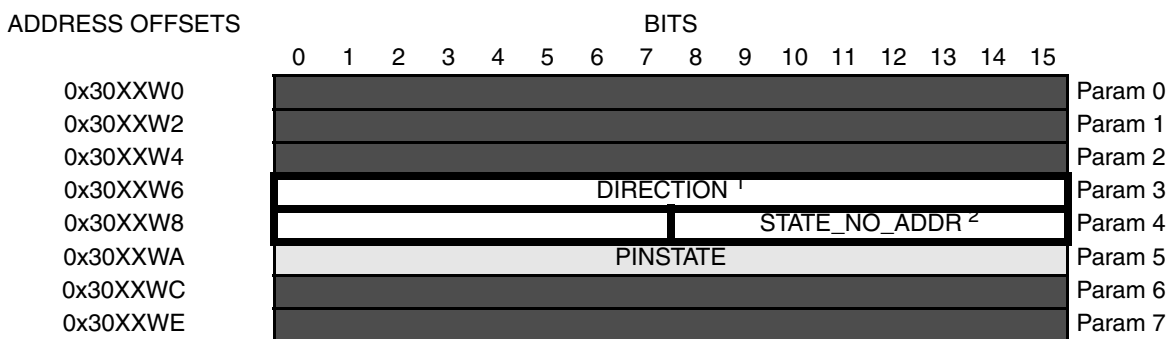 ADDRESS OFFSETS BITS
0 1 2 3 4 5 6 7 8 9 10 11 12 13 14 15
0x30XXW0 Param 0
0x30XXW2 Param 1
0x30XXW4 Param 2
0x30XXW6 DIRECTION 1 Param 3
0x30XXW8 STATE_NO_ADDR 2 Param 4
0x30XXWA PINSTATE Param 5
0x30XXWC Param 6
0x30XXWE Param 7